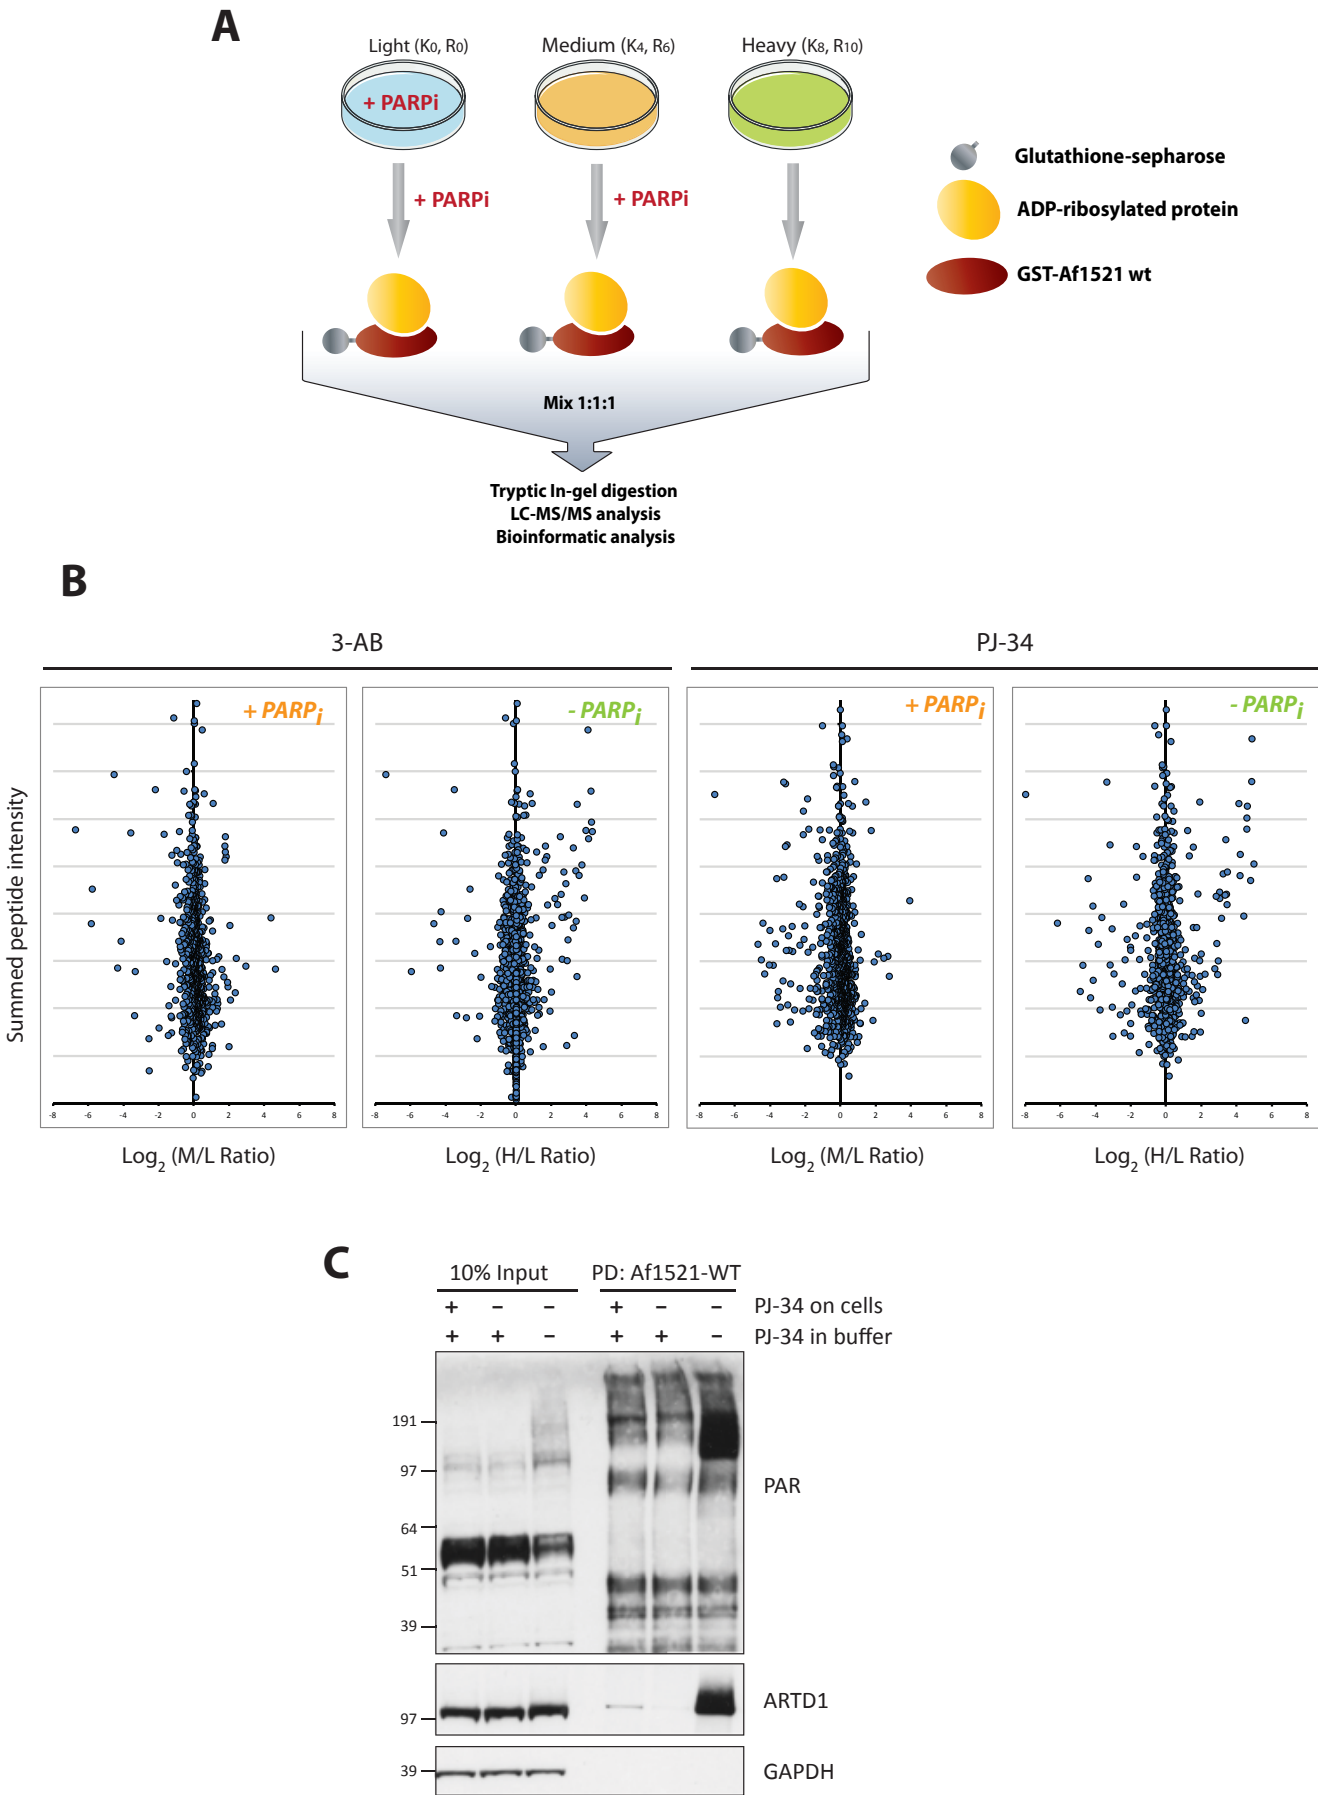 A
Light (K0, R0) Medium (K4, R6) Heavy (K8, R10)
+ PARPi
+ PARPi + PARPi
Glutathione-sepharose
ADP-ribosylated protein
GST-Af1521 wt
Mix 1:1:1
Tryptic In-gel digestion
LC-MS/MS analysis
Bioinformatic analysis
B
3-AB PJ-34
+ PARPi - PARPi + PARPi - PARPi
Summed peptide intensity
-8 -6 -4 -2 0 2 4 6 8 -8 -6 -4 -2 0 2 4 6 8 -8 -6 -4 -2 0 2 4 6 8 -8 -6 -4 -2 0 2 4 6 8
Log2 (M/L Ratio) Log2 (H/L Ratio) Log2 (M/L Ratio) Log2 (H/L Ratio)
C
10% Input PD: Af1521-WT
+ – – + – – PJ-34 on cells
+ + – + + – PJ-34 in buffer
191
97
PAR
64
51
39
ARTD1
97
39 GAPDH